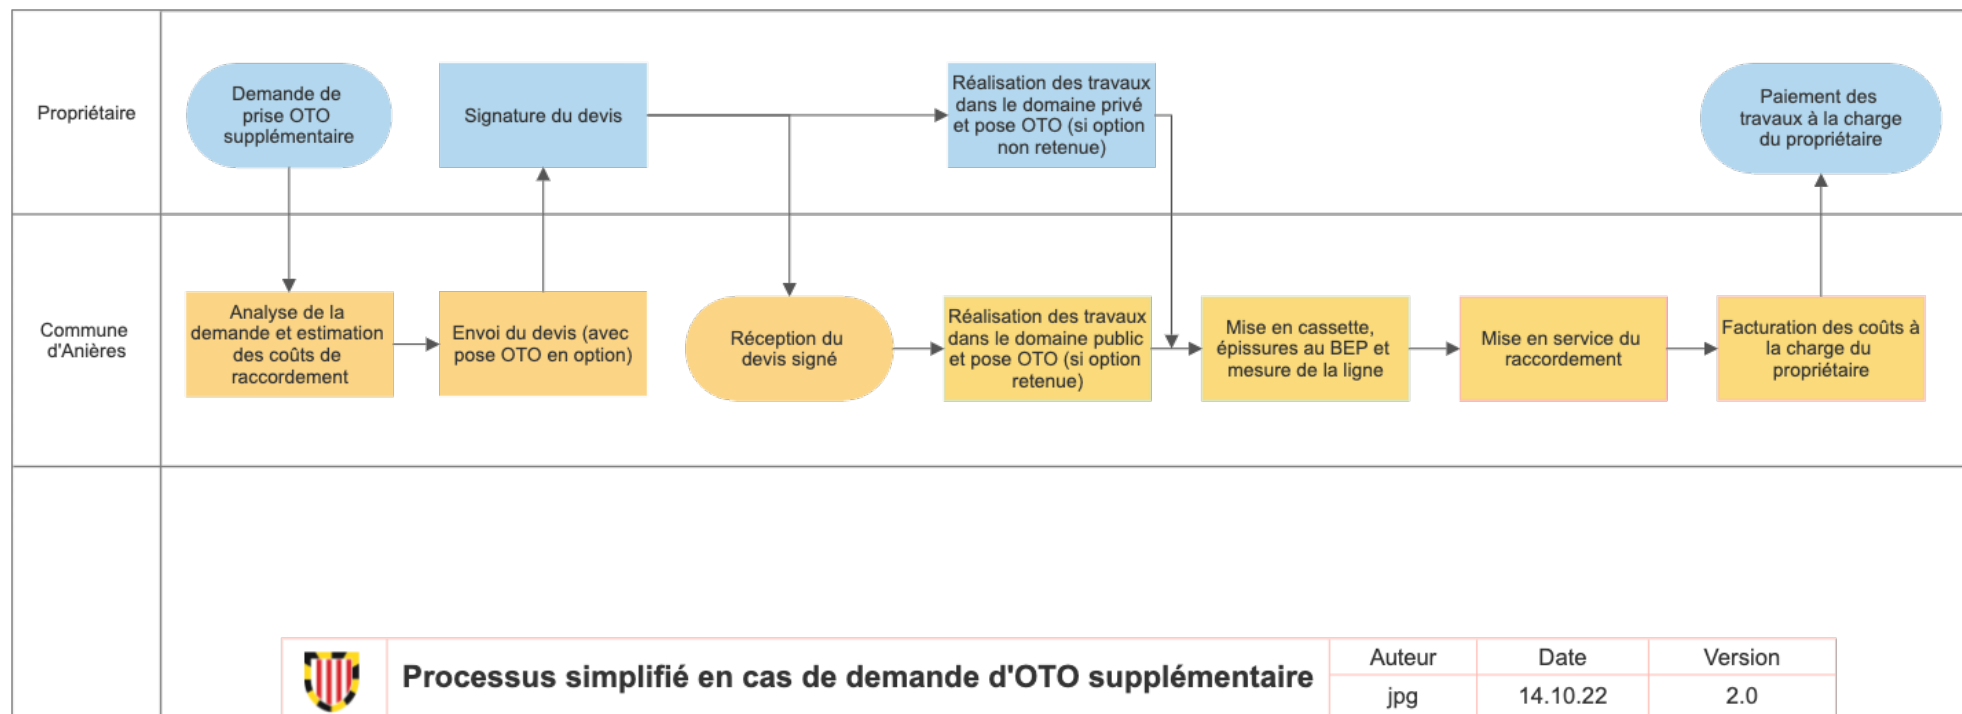 Propriétaire
Demande de
prise OTO
supplémentaire
Signature du devis
Réalisation des travaux
dans le domaine privé
et pose OTO (si option
non retenue)
Paiement des
travaux à la charge
du propriétaire
Commune
d'Anières
Analyse de la
demande et estimation
des coûts de
raccordement
Envoi du devis (avec
pose OTO en option)
Réception du
devis signé
Réalisation des travaux
dans le domaine public
et pose OTO (si option
retenue)
Mise en cassette,
épissures au BEP et
mesure de la ligne
Mise en service du
raccordement
Facturation des coûts à
la charge du
propriétaire
Processus simplifié en cas de demande d'OTO supplémentaire
Auteur
Date
Version
jpg
14.10.22
2.0